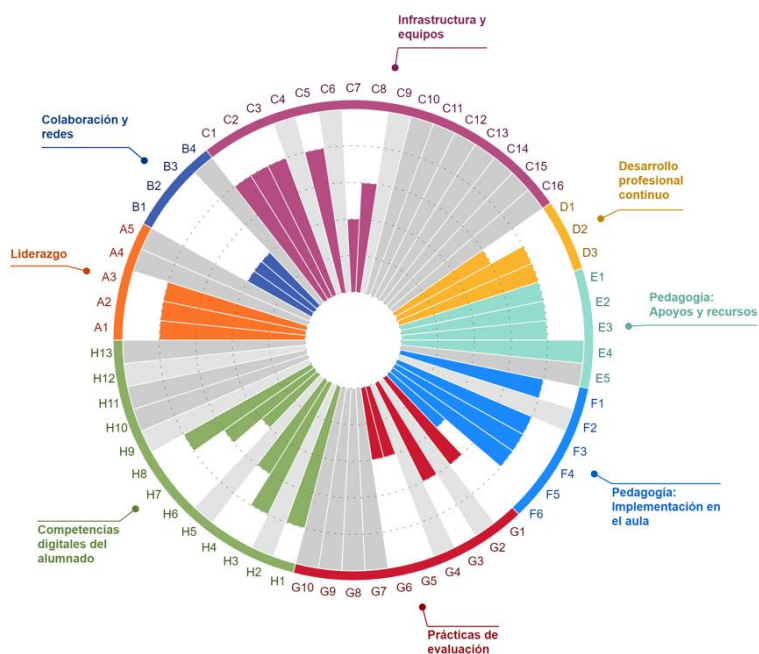 Infrastructura y
equipos
Colaboración y
redes
Desarrollo
profesional
continuo
Liderazgo
Pedagogía:
Apoyos y recursos
Pedagogía:
Implementación en
el aula
Competencias
digitales del
alumnado
Prácticas de
evaluación
A1
A2
A3
A4
A5
B1
B2
B3
B4
C1
C2
C3
C4
C5
C6
C7
C8
C9
C10
C11
C12
C13
C14
C15
C16
D1
D2
D3
E1
E2
E3
E4
E5
F1
F2
F3
F4
F5
F6
G1
G2
G3
G4
G5
G6
G7
G8
G9
G10
H1
H2
H3
H4
H5
H6
H7
H8
H9
H10
H11
H12
H13